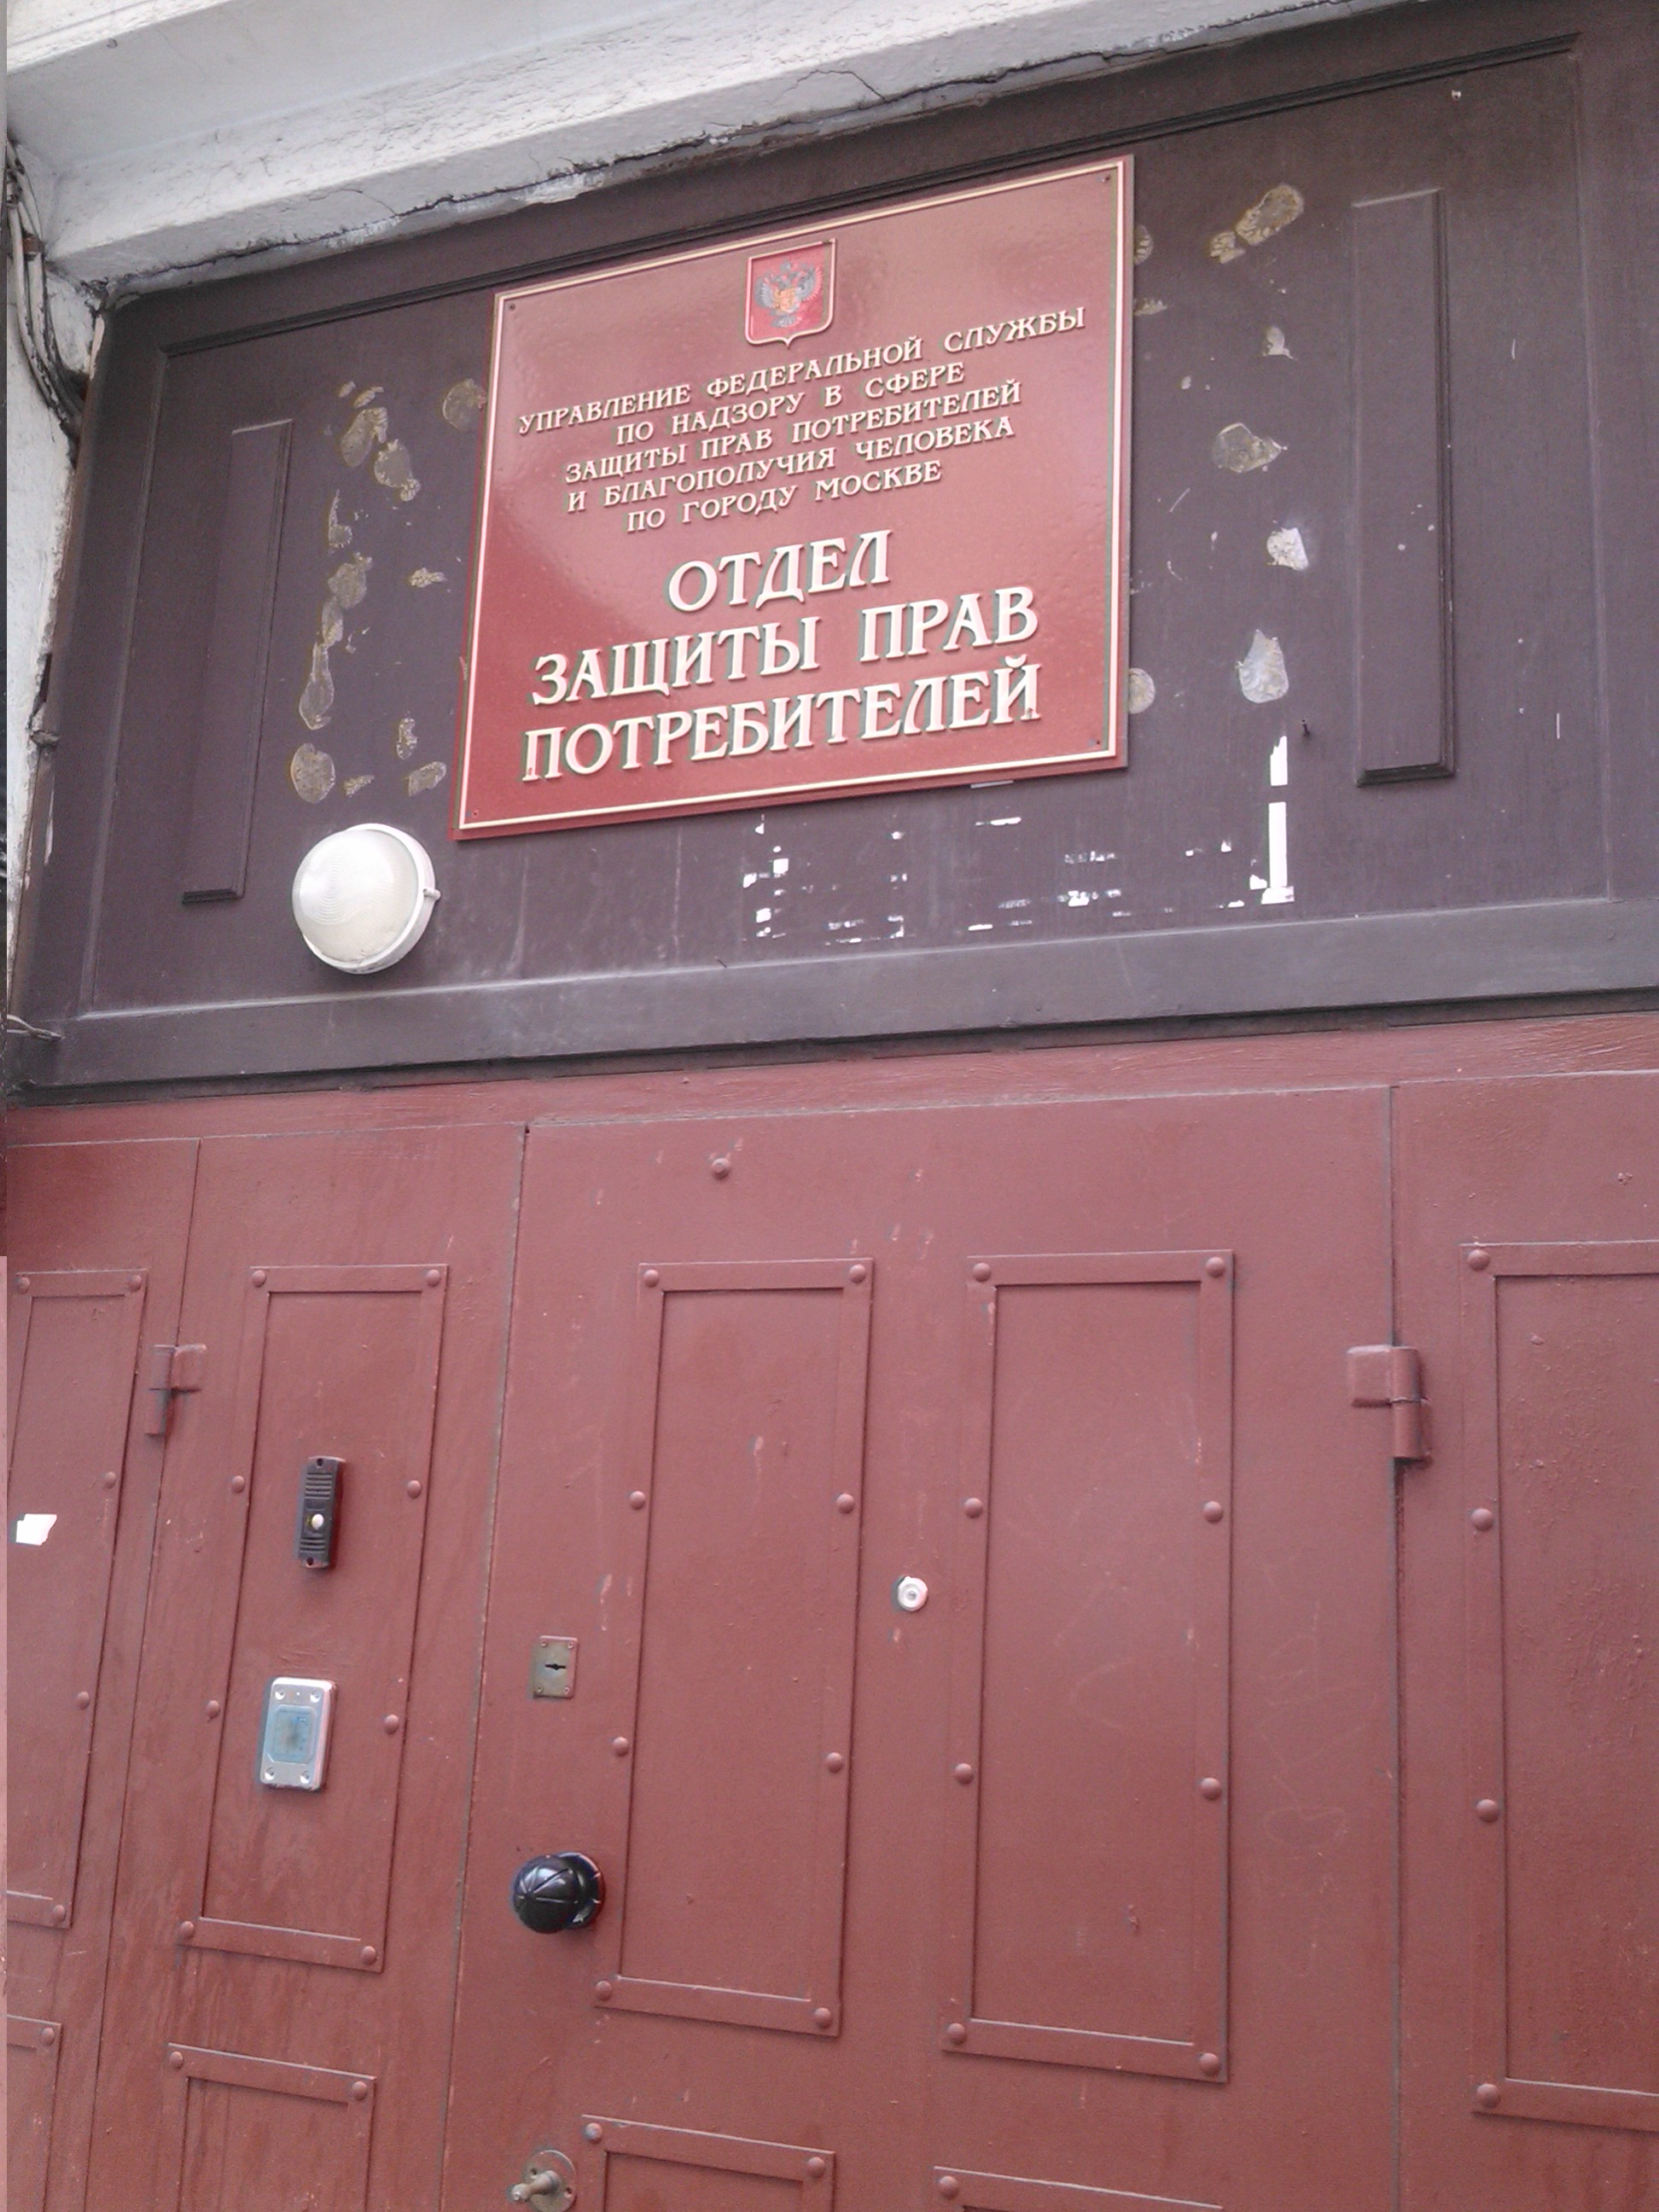 УПРАВЛЕНИЕ ФЕДЕРАЛЬНОЙ СЛУЖБЫ
ПО НАДЗОРУ В СФЕРЕ
ЗАЩИТЫ ПРАВ ПОТРЕБИТЕЛЕЙ
И БЛАГОПОЛУЧИЯ ЧЕЛОВЕКА
ПО ГОРОДУ МОСКВЕ
ОТДЕЛ
ЗАЩИТЫ ПРАВ
ПОТРЕБИТЕЛЕЙ